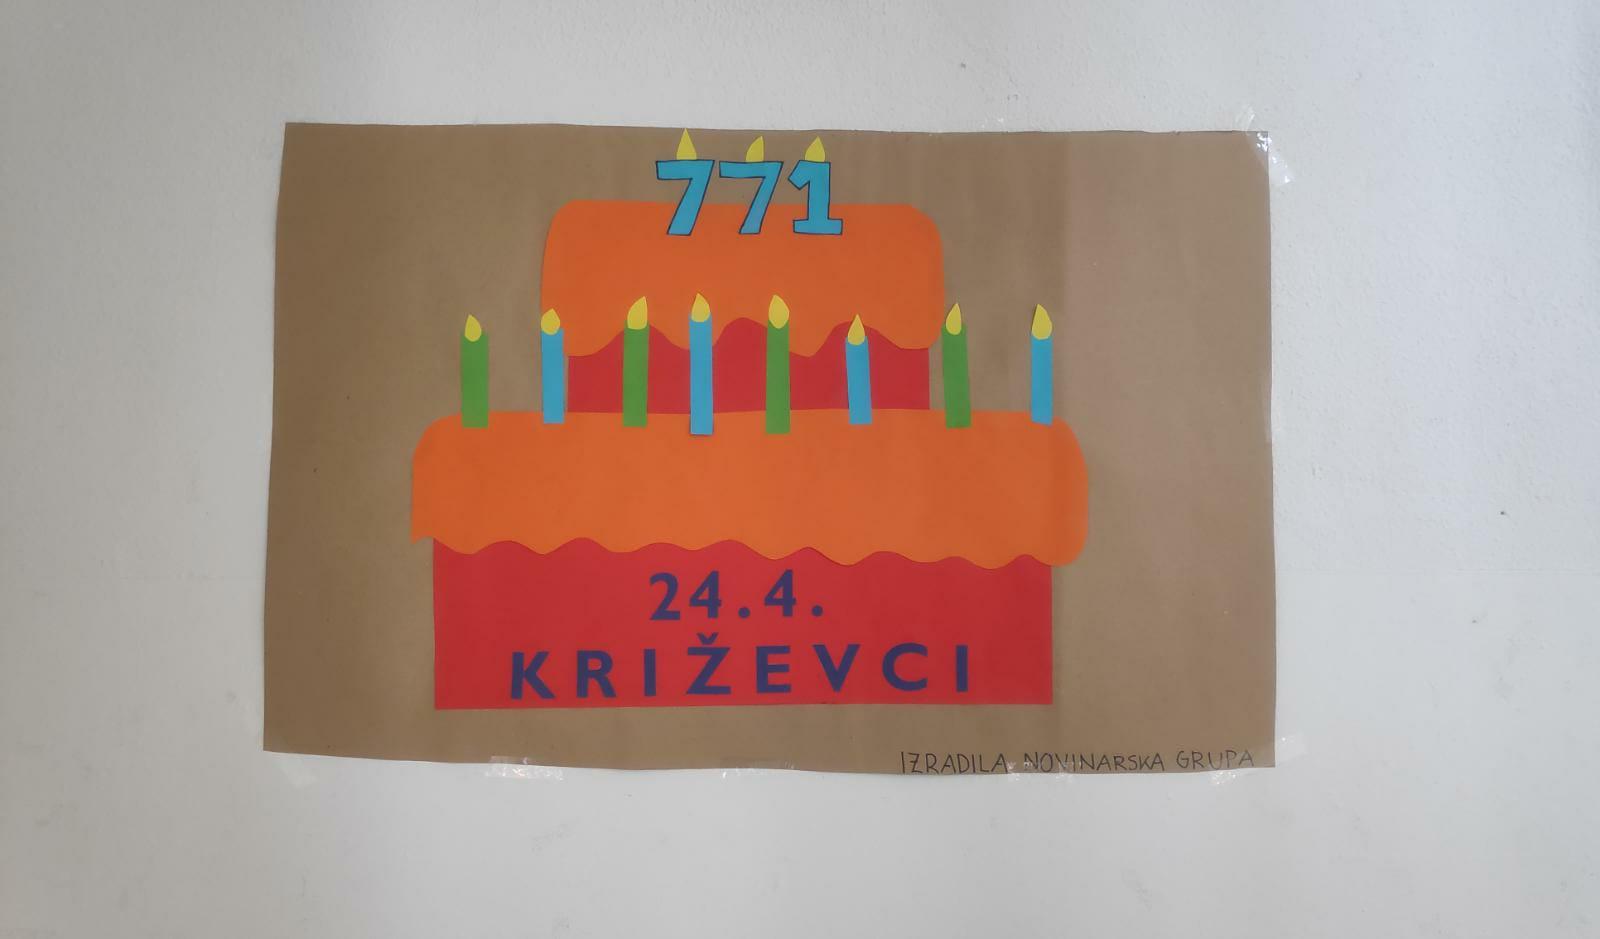 771
24.4.
KRIŽEVCI
IZRADILA NOVINARSKA GRUPA